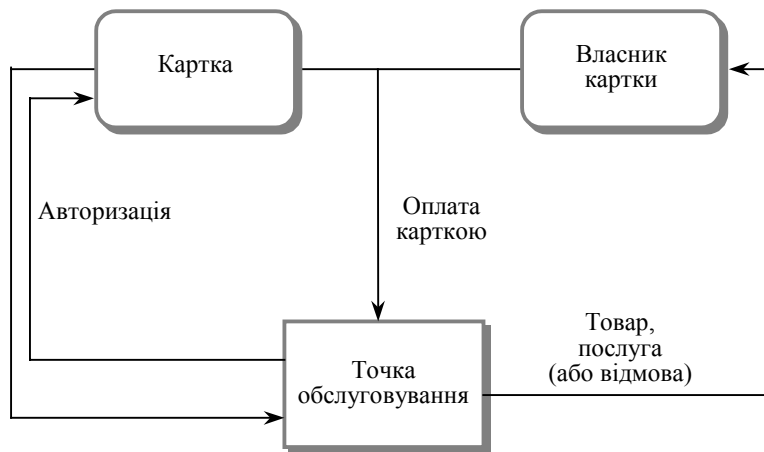 Картка
Власник
картки
Авторизація
Оплата
карткою
Товар,
послуга
(або відмова)
Точка
обслуговування